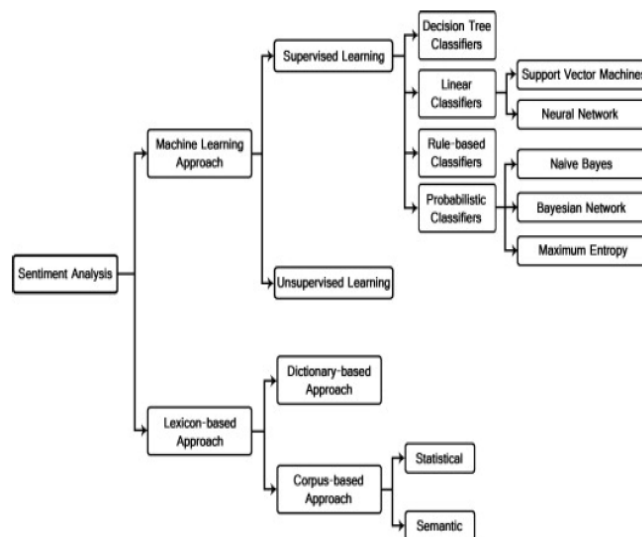 Sentiment Analysis
Machine Learning
Approach
Supervised Learning
Decision Tree
Classifiers
Linear
Classifiers
Support Vector Machines
Neural Network
Rule-based
Classifiers
Probabilistic
Classifiers
Naive Bayes
Bayesian Network
Maximum Entropy
Unsupervised Learning
Lexicon-based
Approach
Dictionary-based
Approach
Corpus-based
Approach
Statistical
Semantic